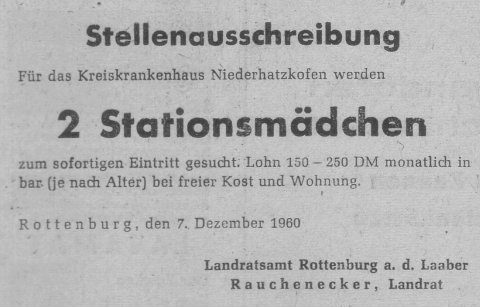 Stellenausschreibung
Für das Kreiskrankenhaus Niederhatzkofen werden
2 Stationsmädchen
zum sofortigen Eintritt gesucht. Lohn 150 – 250 DM monatlich in
bar (je nach Alter) bei freier Kost und Wohnung.
Rottenburg, den 7. Dezember 1960
Landratsamt Rottenburg a. d. Laaber
Rauchenecker, Landrat